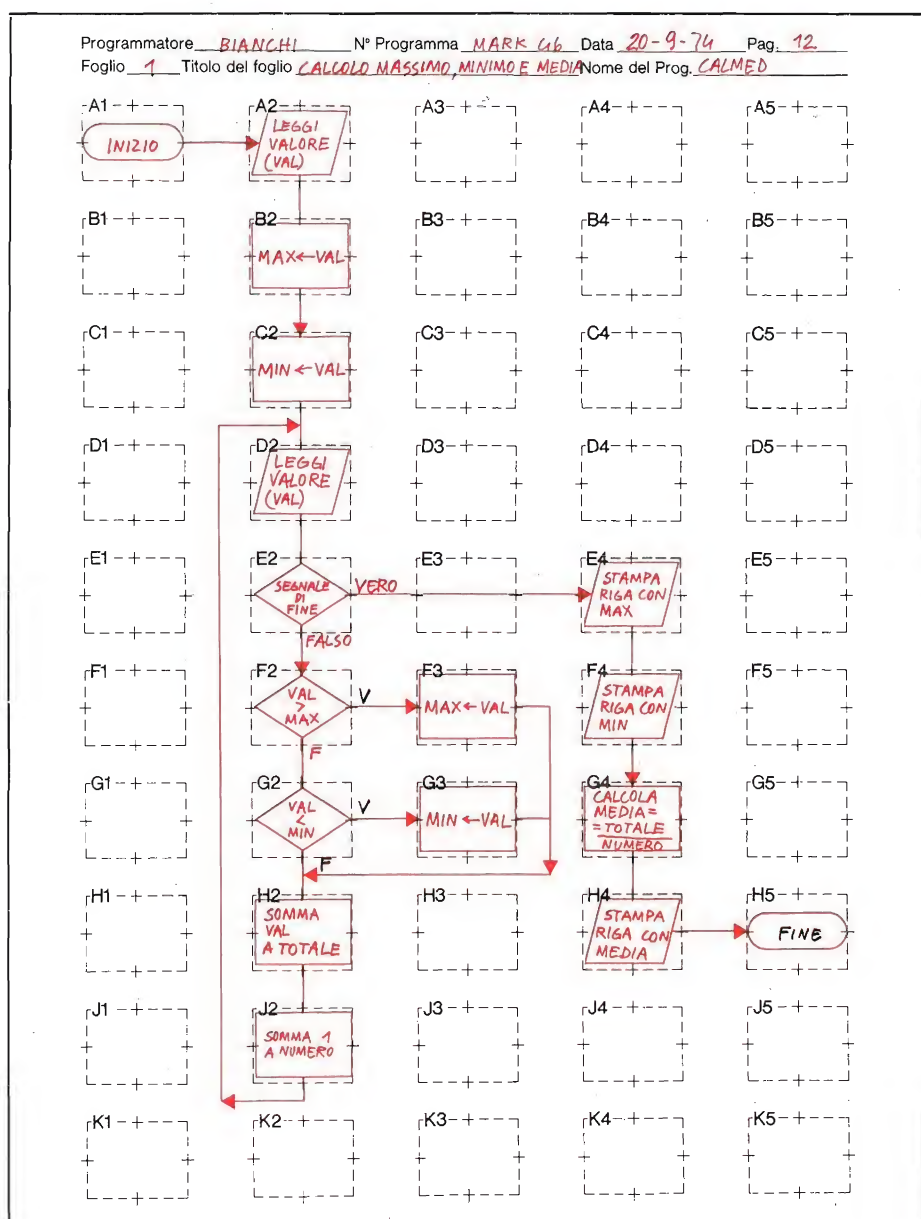 Programmatore BIANCHI N° Programma MARK G6 Data 20-9-74 Pag. 12
Foglio 1 Titolo del foglio CALCOLO MASSIMO, MINIMO E MEDIA Nome del Prog. CALMED
A1 A2 A3 A4 A5
INIZIO
LEGGI
VALORE
(VAL)
B1 B2 B3 B4 B5
MAX←VAL
C1 C2 C3 C4 C5
MIN←VAL
D1 D2 D3 D4 D5
LEGGI
VALORE
(VAL)
E1 E2 E3 E4 E5
SEGNALE
DI
FINE
VERO
STAMPA
RIGA CON
MAX
FALSO
F1 F2 F3 F4 F5
VAL
>
MAX
V
MAX←VAL
STAMPA
RIGA CON
MIN
F
G1 G2 G3 G4 G5
VAL
<
MIN
V
MIN←VAL
CALCOLA
MEDIA=
=TOTALE
NUMERO
F
H1 H2 H3 H4 H5
SOMMA
VAL
A TOTALE
STAMPA
RIGA CON
MEDIA
FINE
J1 J2 J3 J4 J5
SOMMA 1
A NUMERO
K1 K2 K3 K4 K5